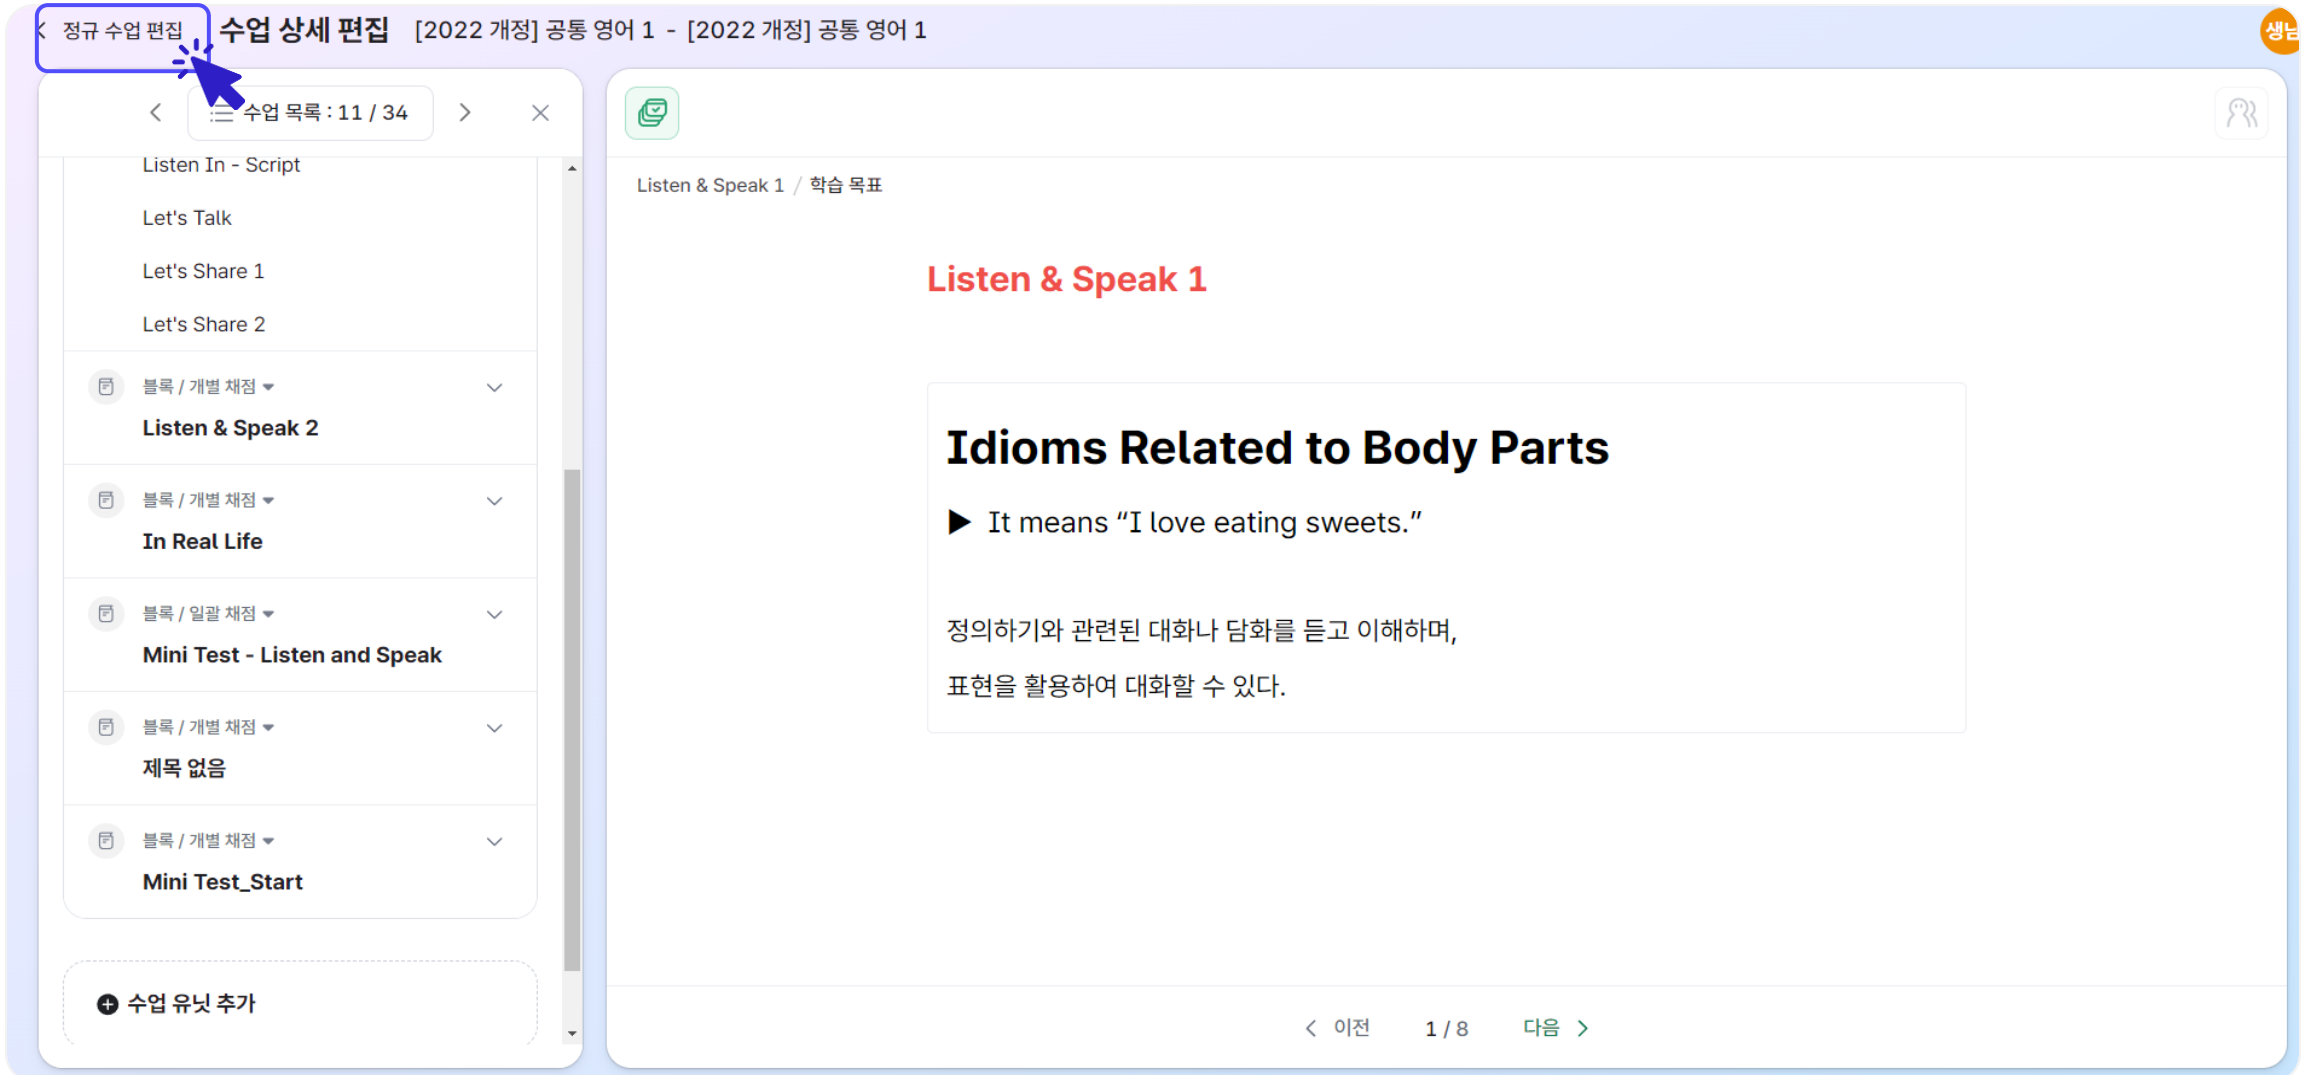 정규 수업 편집
수업 상세 편집 [2022 개정] 공통 영어 1 - [2022 개정] 공통 영어 1
생님
수업 목록 : 11 / 34
Listen In - Script
Let's Talk
Let's Share 1
Let's Share 2
블록 / 개별 채점
Listen & Speak 2
블록 / 개별 채점
In Real Life
블록 / 일괄 채점
Mini Test - Listen and Speak
블록 / 개별 채점
제목 없음
블록 / 개별 채점
Mini Test_Start
수업 유닛 추가
Listen & Speak 1 / 학습 목표
Listen & Speak 1
Idioms Related to Body Parts
▶ It means “I love eating sweets.”
정의하기와 관련된 대화나 담화를 듣고 이해하며,
표현을 활용하여 대화할 수 있다.
이전 1 / 8 다음